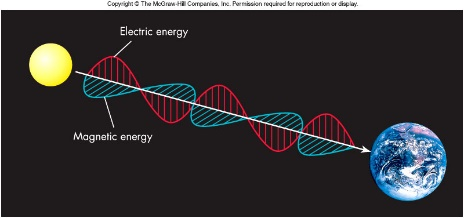 Copyright © The McGraw-Hill Companies, Inc. Permission required for reproduction or display.
Electric energy
Magnetic energy